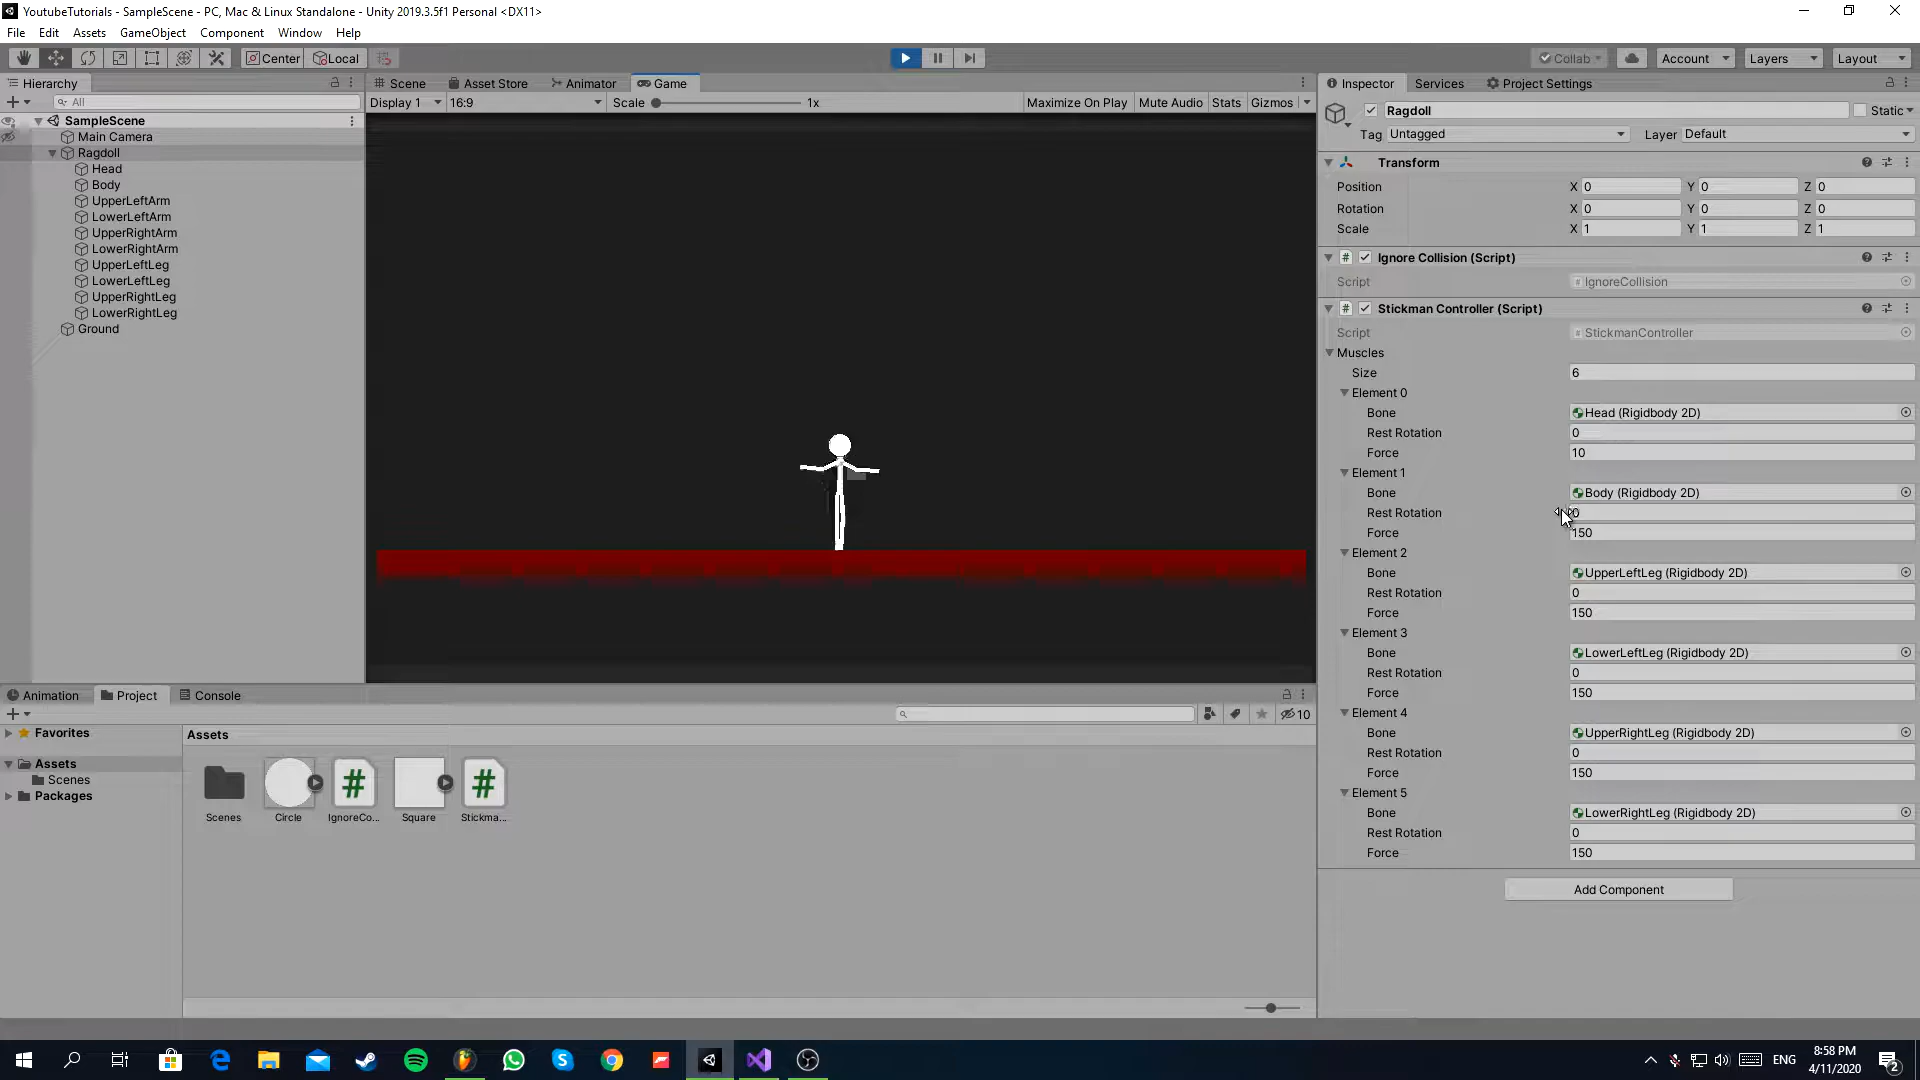 YoutubeTutorials - SampleScene - PC, Mac & Linux Standalone - Unity 2019.3.5f1 Personal <DX11>
File Edit Assets GameObject Component Window Help
Center Local Collab Account Layers Layout
Hierarchy
All
SampleScene
Main Camera
Ragdoll
Head
Body
UpperLeftArm
LowerLeftArm
UpperRightArm
LowerRightArm
UpperLeftLeg
LowerLeftLeg
UpperRightLeg
LowerRightLeg
Ground
Scene Asset Store Animator Game
Display 1 16:9 Scale 1x Maximize On Play Mute Audio Stats Gizmos
Inspector Services Project Settings
Ragdoll Static
Tag Untagged Layer Default
Transform
Position X 0 Y 0 Z 0
Rotation X 0 Y 0 Z 0
Scale X 1 Y 1 Z 1
# Ignore Collision (Script)
Script # IgnoreCollision
# Stickman Controller (Script)
Script # StickmanController
Muscles
Size 6
Element 0
Bone Head (Rigidbody 2D)
Rest Rotation 0
Force 10
Element 1
Bone Body (Rigidbody 2D)
Rest Rotation 0
Force 150
Element 2
Bone UpperLeftLeg (Rigidbody 2D)
Rest Rotation 0
Force 150
Element 3
Bone LowerLeftLeg (Rigidbody 2D)
Rest Rotation 0
Force 150
Element 4
Bone UpperRightLeg (Rigidbody 2D)
Rest Rotation 0
Force 150
Element 5
Bone LowerRightLeg (Rigidbody 2D)
Rest Rotation 0
Force 150
Add Component
Animation Project Console
10
Favorites
Assets
Scenes
Packages
Assets
# #
Scenes Circle IgnoreCo... Square Stickma...
ENG
8:58 PM
4/11/2020
2